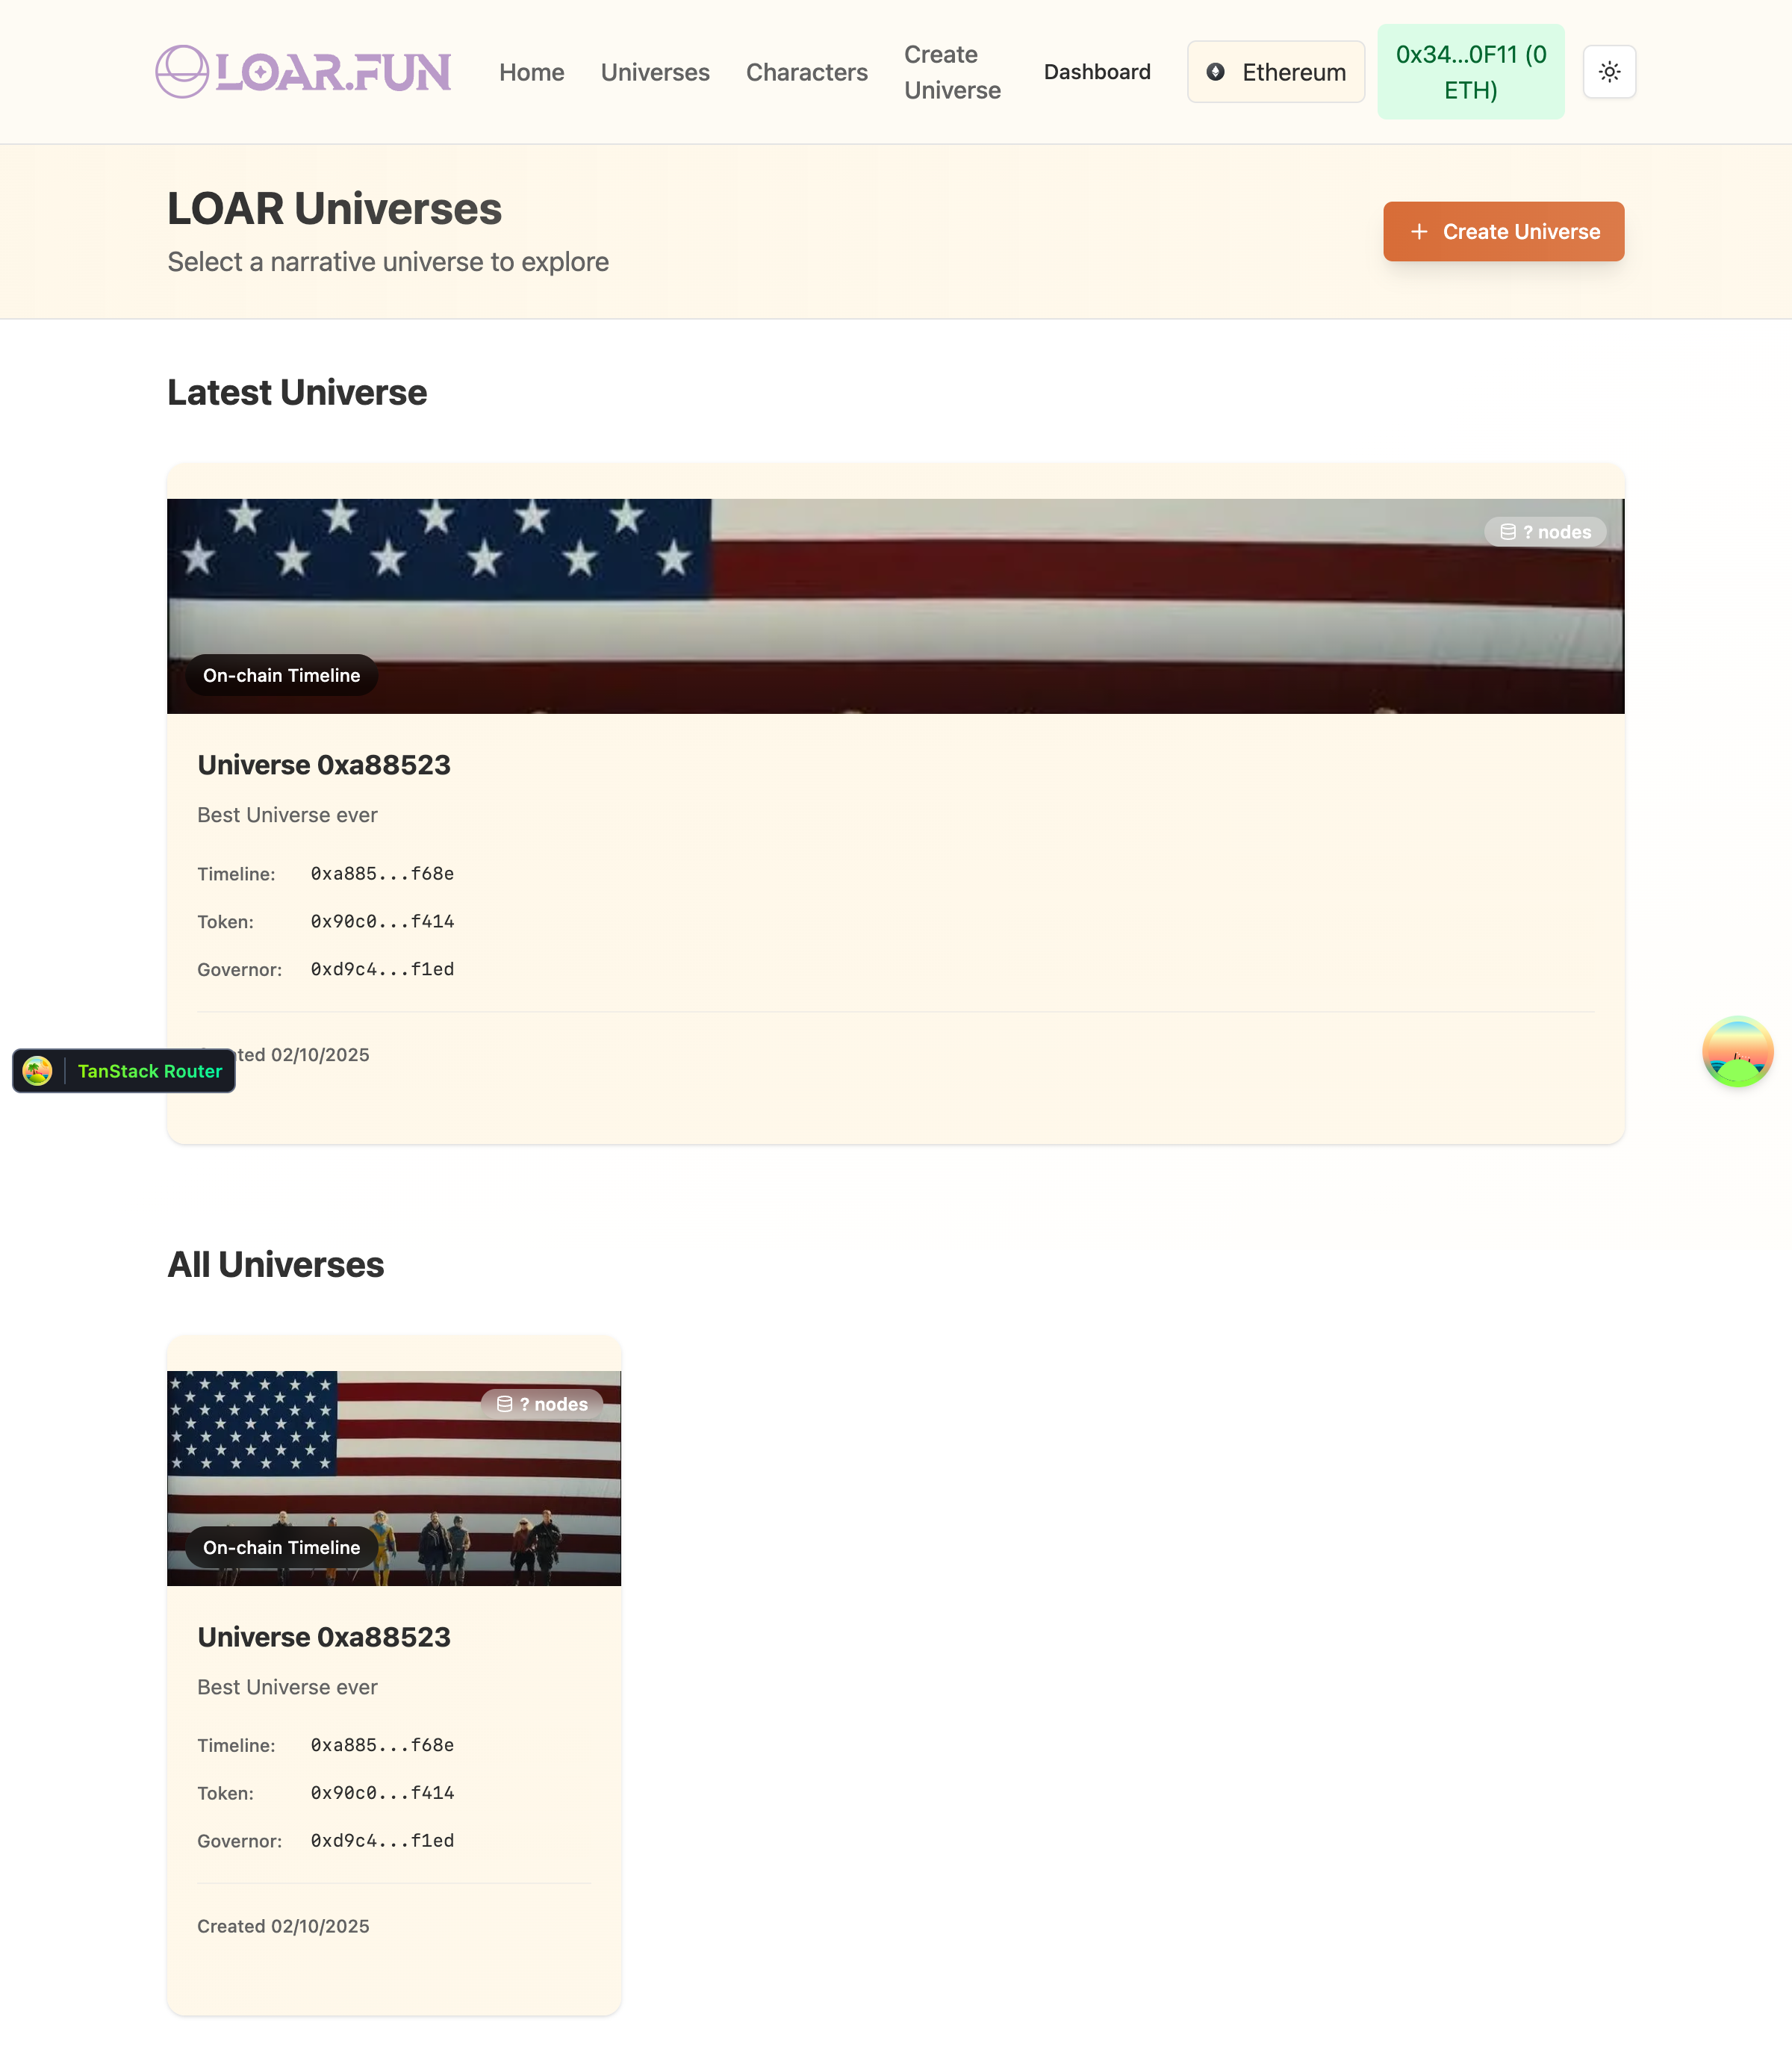 LOAR.FUN
Home
Universes
Characters
Create
Universe
Dashboard
Ethereum
0x34...0F11 (0
ETH)
LOAR Universes
Select a narrative universe to explore
Create Universe
Latest Universe
? nodes
On-chain Timeline
Universe 0xa88523
Best Universe ever
Timeline: 0xa885...f68e
Token: 0x90c0...f414
Governor: 0xd9c4...f1ed
ted 02/10/2025
TanStack Router
All Universes
? nodes
On-chain Timeline
Universe 0xa88523
Best Universe ever
Timeline: 0xa885...f68e
Token: 0x90c0...f414
Governor: 0xd9c4...f1ed
Created 02/10/2025